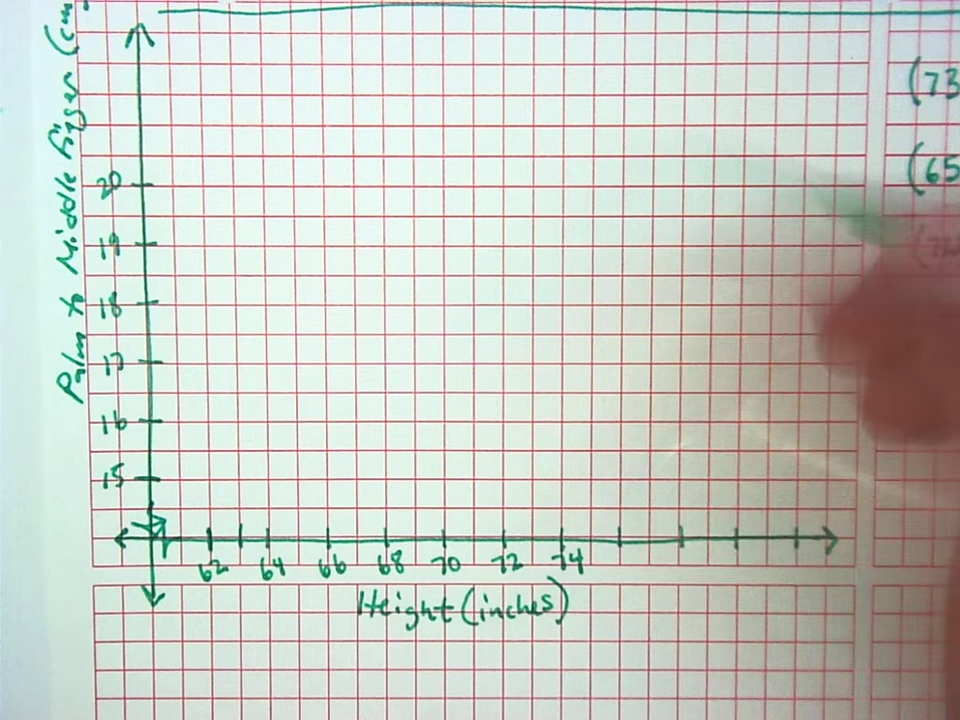 Palm to Middle finger (cm
20
19
18
17
16
15
62 64 66 68 70 72 74
Height (inches)
(73
(65